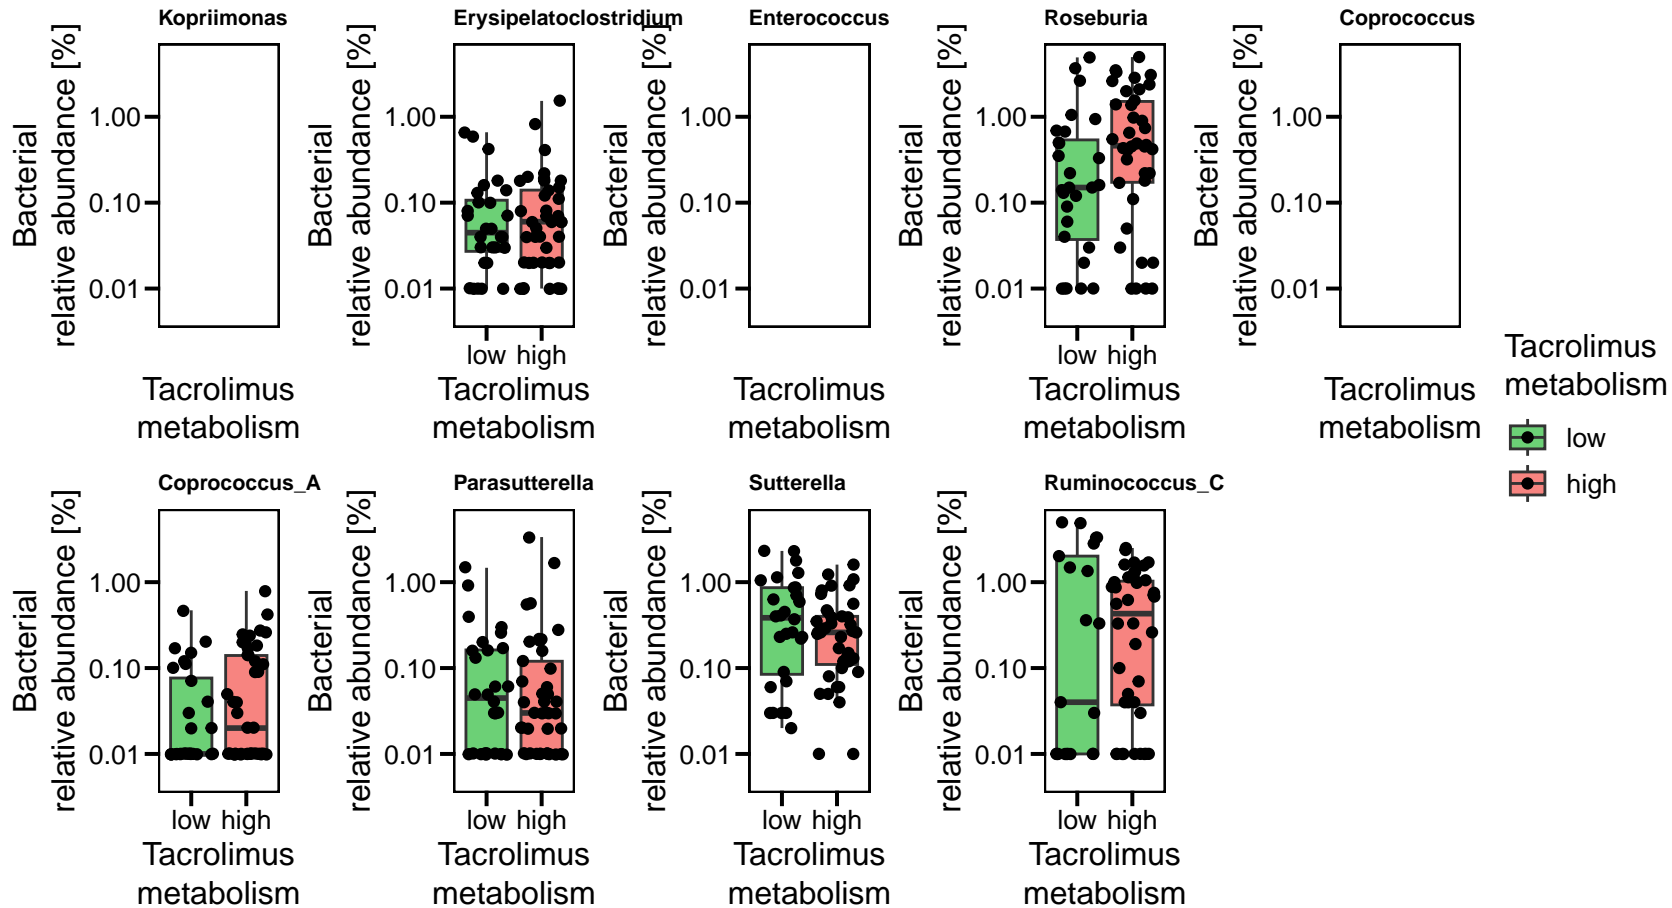 Kopriimonas
Bacterial
relative abundance [%]
1.00
0.10
0.01
Tacrolimus
metabolism
Erysipelatoclostridium
Bacterial
relative abundance [%]
1.00
0.10
0.01
low high
Tacrolimus
metabolism
Enterococcus
Bacterial
relative abundance [%]
1.00
0.10
0.01
Tacrolimus
metabolism
Roseburia
Bacterial
relative abundance [%]
1.00
0.10
0.01
low high
Tacrolimus
metabolism
Coprococcus
Bacterial
relative abundance [%]
1.00
0.10
0.01
Tacrolimus
metabolism
Coprococcus_A
Bacterial
relative abundance [%]
1.00
0.10
0.01
low high
Tacrolimus
metabolism
Parasutterella
Bacterial
relative abundance [%]
1.00
0.10
0.01
low high
Tacrolimus
metabolism
Sutterella
Bacterial
relative abundance [%]
1.00
0.10
0.01
low high
Tacrolimus
metabolism
Ruminococcus_C
Bacterial
relative abundance [%]
1.00
0.10
0.01
low high
Tacrolimus
metabolism
Tacrolimus
metabolism
low
high